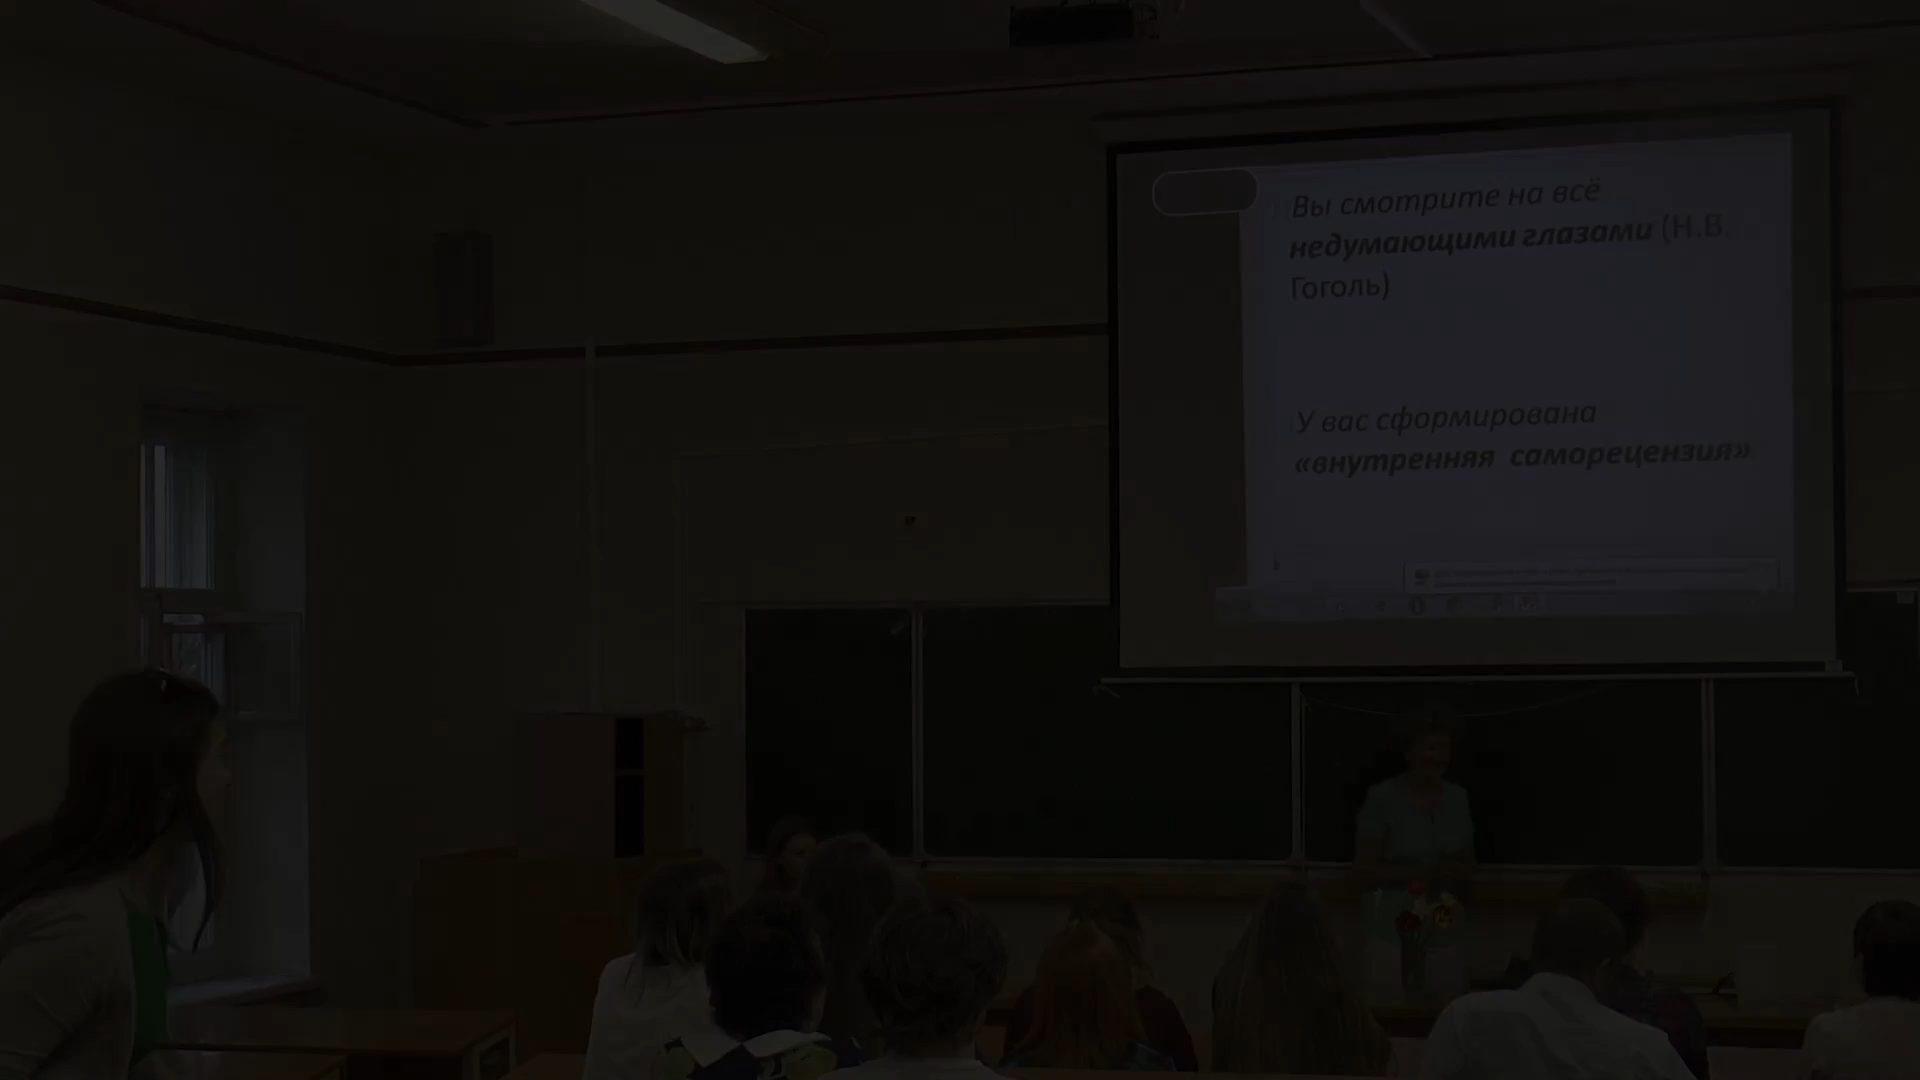 Вы смотрите на всё
недумающими глазами (Н.В.
Гоголь)
У вас сформирована
«внутренняя саморецензия»